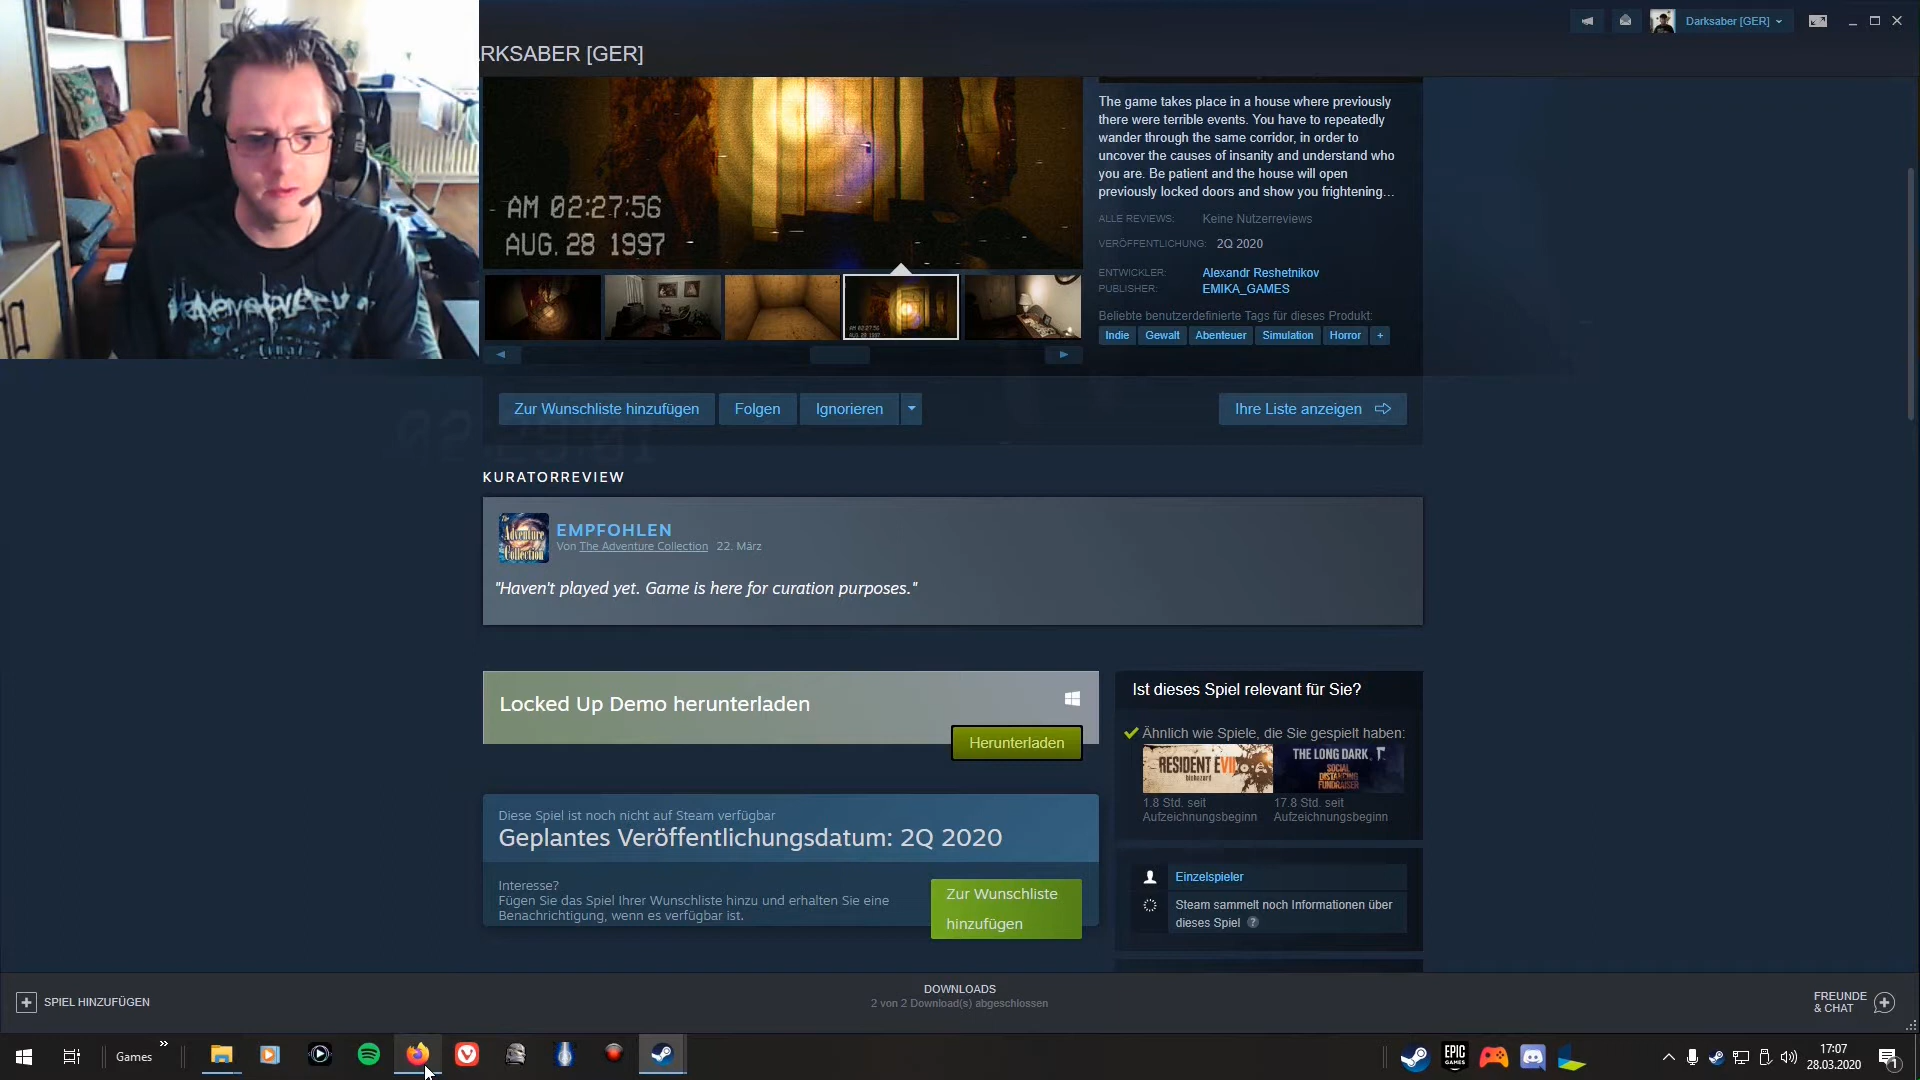 Darksaber [GER]
ARKSABER [GER]
AM 02:27:56
AUG. 28 1997
The game takes place in a house where previously
there were terrible events. You have to repeatedly
wander through the same corridor, in order to
uncover the causes of insanity and understand who
you are. Be patient and the house will open
previously locked doors and show you frightening...
ALLE REVIEWS: Keine Nutzerreviews
VERÖFFENTLICHUNG: 2Q 2020
ENTWICKLER: Alexandr Reshetnikov
PUBLISHER: EMIKA_GAMES
Beliebte benutzerdefinierte Tags für dieses Produkt:
Indie Gewalt Abenteuer Simulation Horror +
Zur Wunschliste hinzufügen Folgen Ignorieren Ihre Liste anzeigen
KURATORREVIEW
The Adventure Collection
EMPFOHLEN
Von The Adventure Collection 22. März
"Haven't played yet. Game is here for curation purposes."
Locked Up Demo herunterladen
Herunterladen
Diese Spiel ist noch nicht auf Steam verfügbar
Geplantes Veröffentlichungsdatum: 2Q 2020
Interesse?
Fügen Sie das Spiel Ihrer Wunschliste hinzu und erhalten Sie eine
Benachrichtigung, wenn es verfügbar ist.
Zur Wunschliste
hinzufügen
Ist dieses Spiel relevant für Sie?
Ähnlich wie Spiele, die Sie gespielt haben:
RESIDENT EVIL
biohazard
THE LONG DARK
SOCIAL
DISTANCING
FUNDRAISER
1.8 Std. seit
Aufzeichnungsbeginn
17.8 Std. seit
Aufzeichnungsbeginn
Einzelspieler
Steam sammelt noch Informationen über
dieses Spiel ?
SPIEL HINZUFÜGEN
DOWNLOADS
2 von 2 Download(s) abgeschlossen
FREUNDE
& CHAT
Games
EPIC
GAMES
17:07
28.03.2020
1